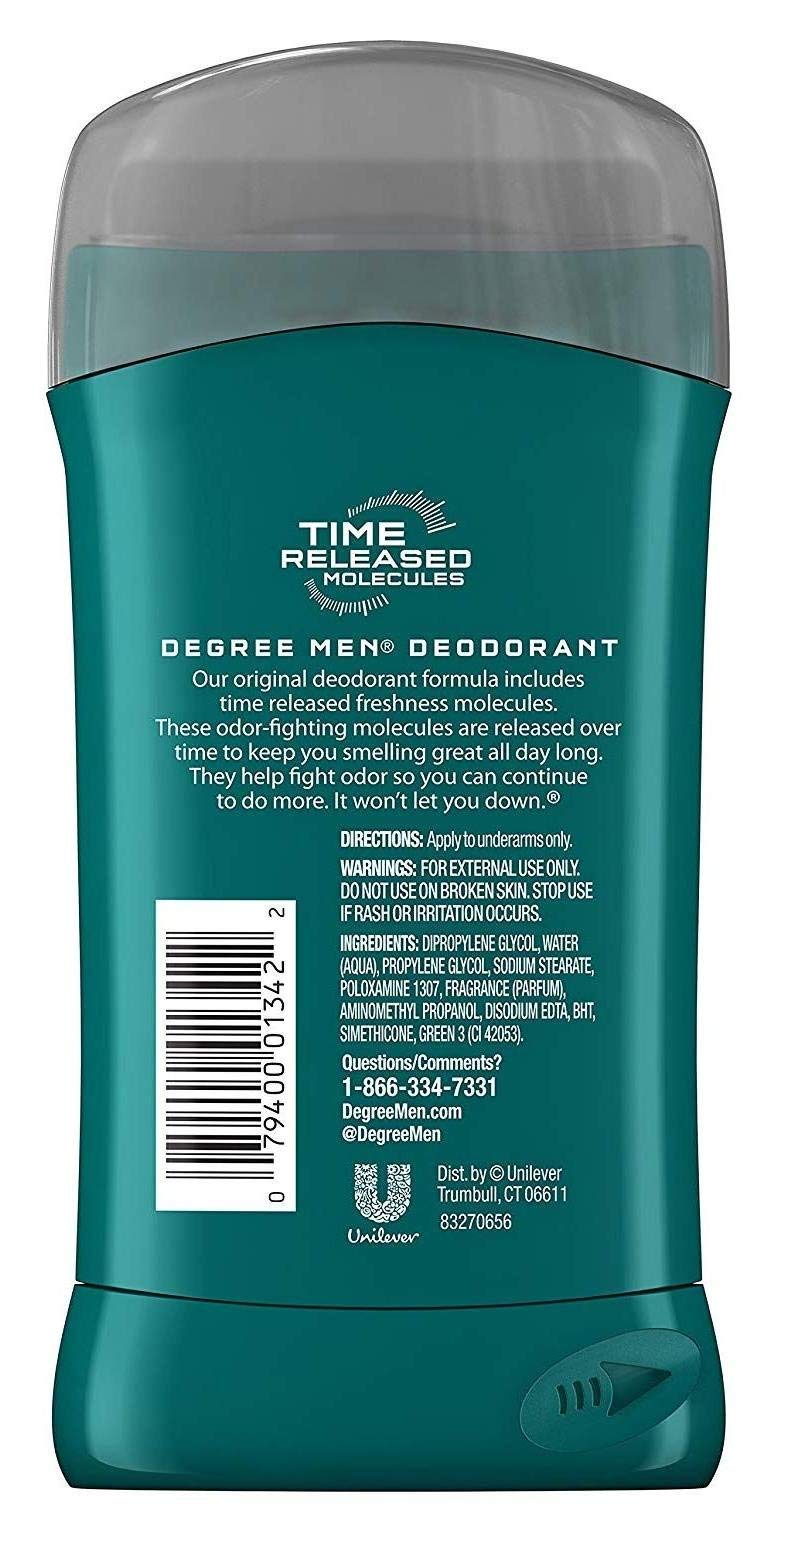 TIME
RELEASED
MOLECULES
DEGREE MEN® DEODORANT
Our original deodorant formula includes
time released freshness molecules.
These odor-fighting molecules are released over
time to keep you smelling great all day long.
They help fight odor so you can continue
to do more. It won't let you down.®
DIRECTIONS: Apply to underarms only.
WARNINGS: FOR EXTERNAL USE ONLY.
DO NOT USE ON BROKEN SKIN. STOP USE
IF RASH OR IRRITATION OCCURS.
INGREDIENTS: DIPROPYLENE GLYCOL, WATER
(AQUA), PROPYLENE GLYCOL, SODIUM STEARATE,
POLOXAMINE 1307, FRAGRANCE (PARFUM),
AMINOMETHYL PROPANOL, DISODIUM EDTA, BHT,
SIMETHICONE, GREEN 3 (CI 42053).
Questions/Comments?
1-866-334-7331
DegreeMen.com
@DegreeMen
Unilever
Dist. by © Unilever
Trumbull, CT 06611
83270656
0 79400 01342 2